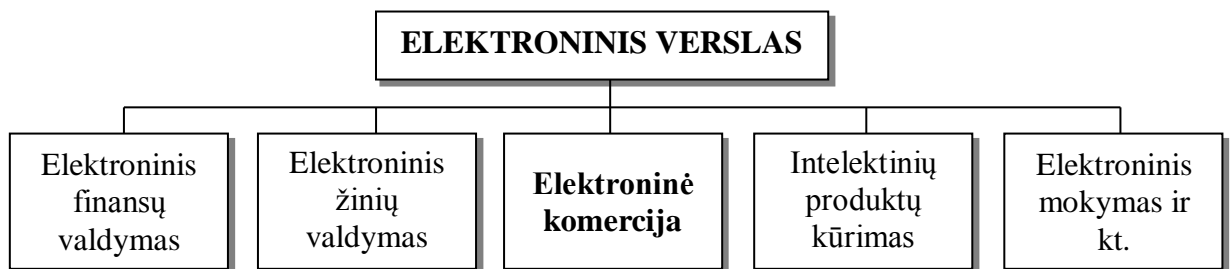 ELEKTRONINIS VERSLAS
Elektroninis
finansų
valdymas
Elektroninis
žinių
valdymas
Elektroninė
komercija
Intelektinių
produktų
kūrimas
Elektroninis
mokymas ir
kt.